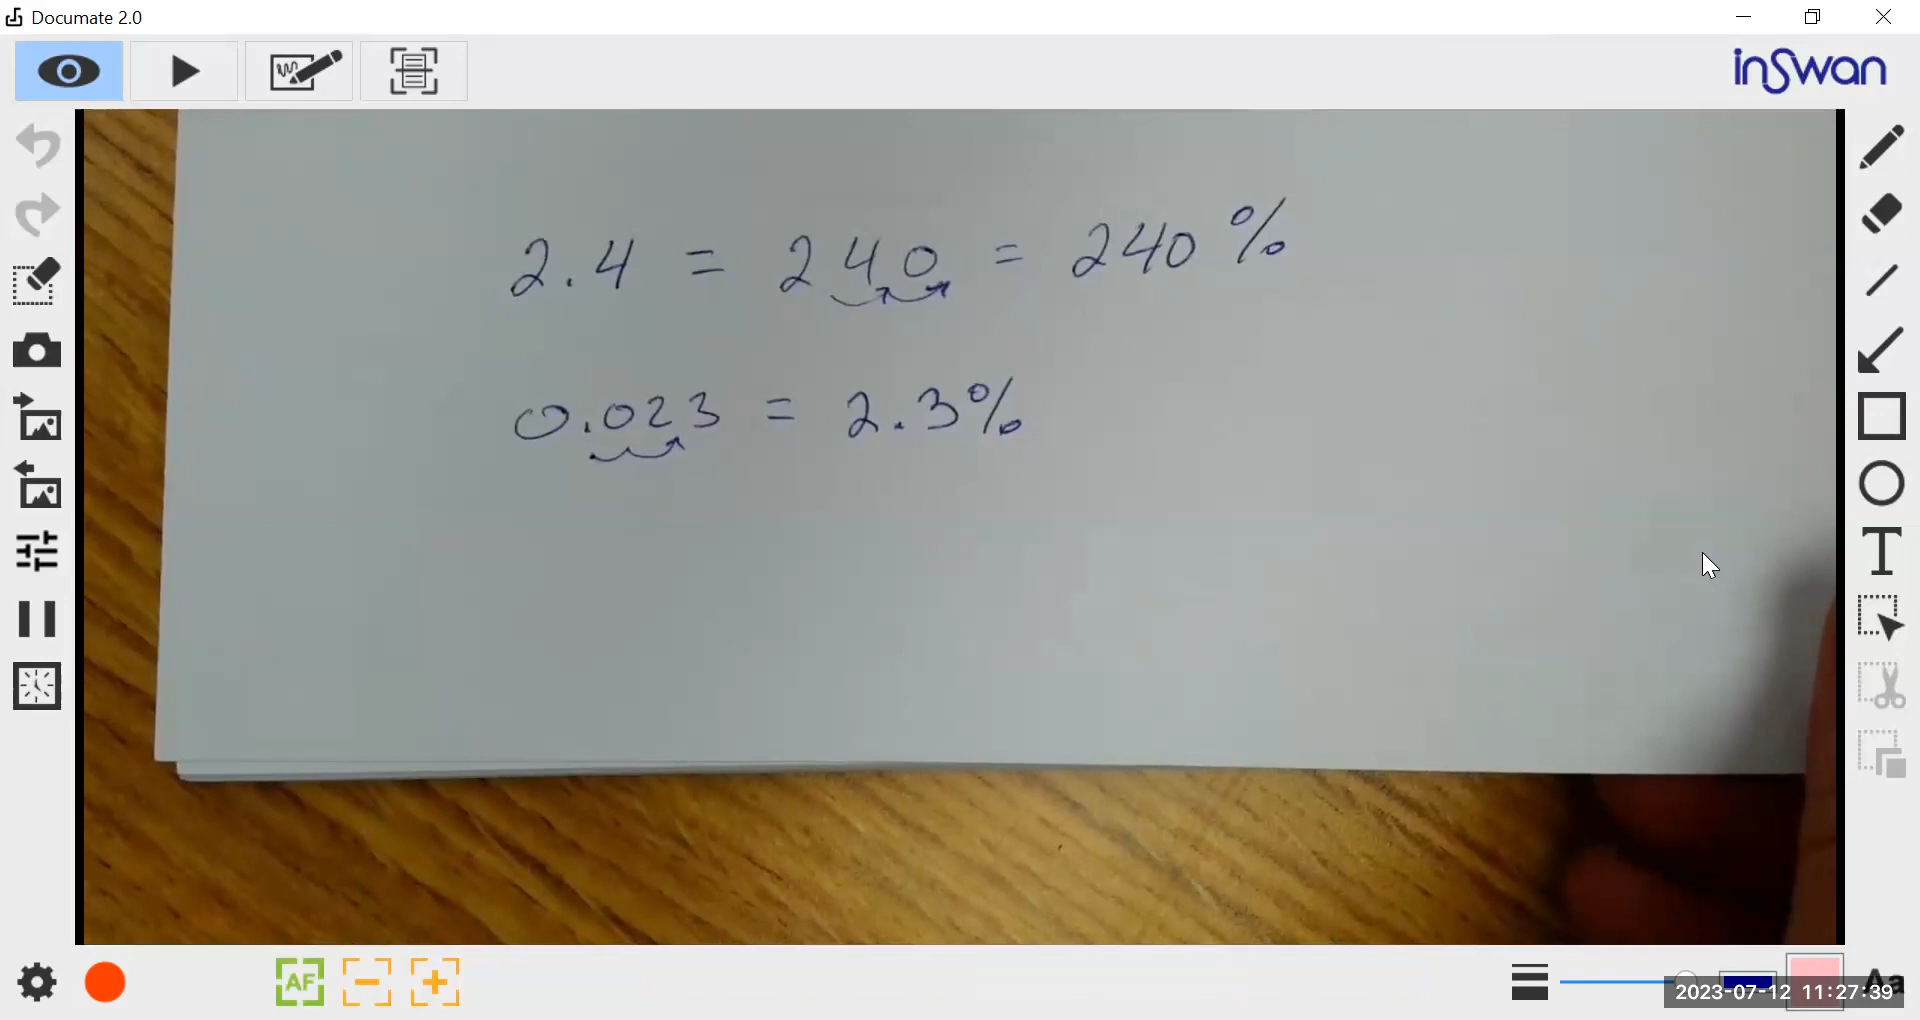 Documate 2.0
inSwan
2.4 = 240 = 240%
0.023 = 2.3%
AF
T
Aa
2023-07-12 11:27:39